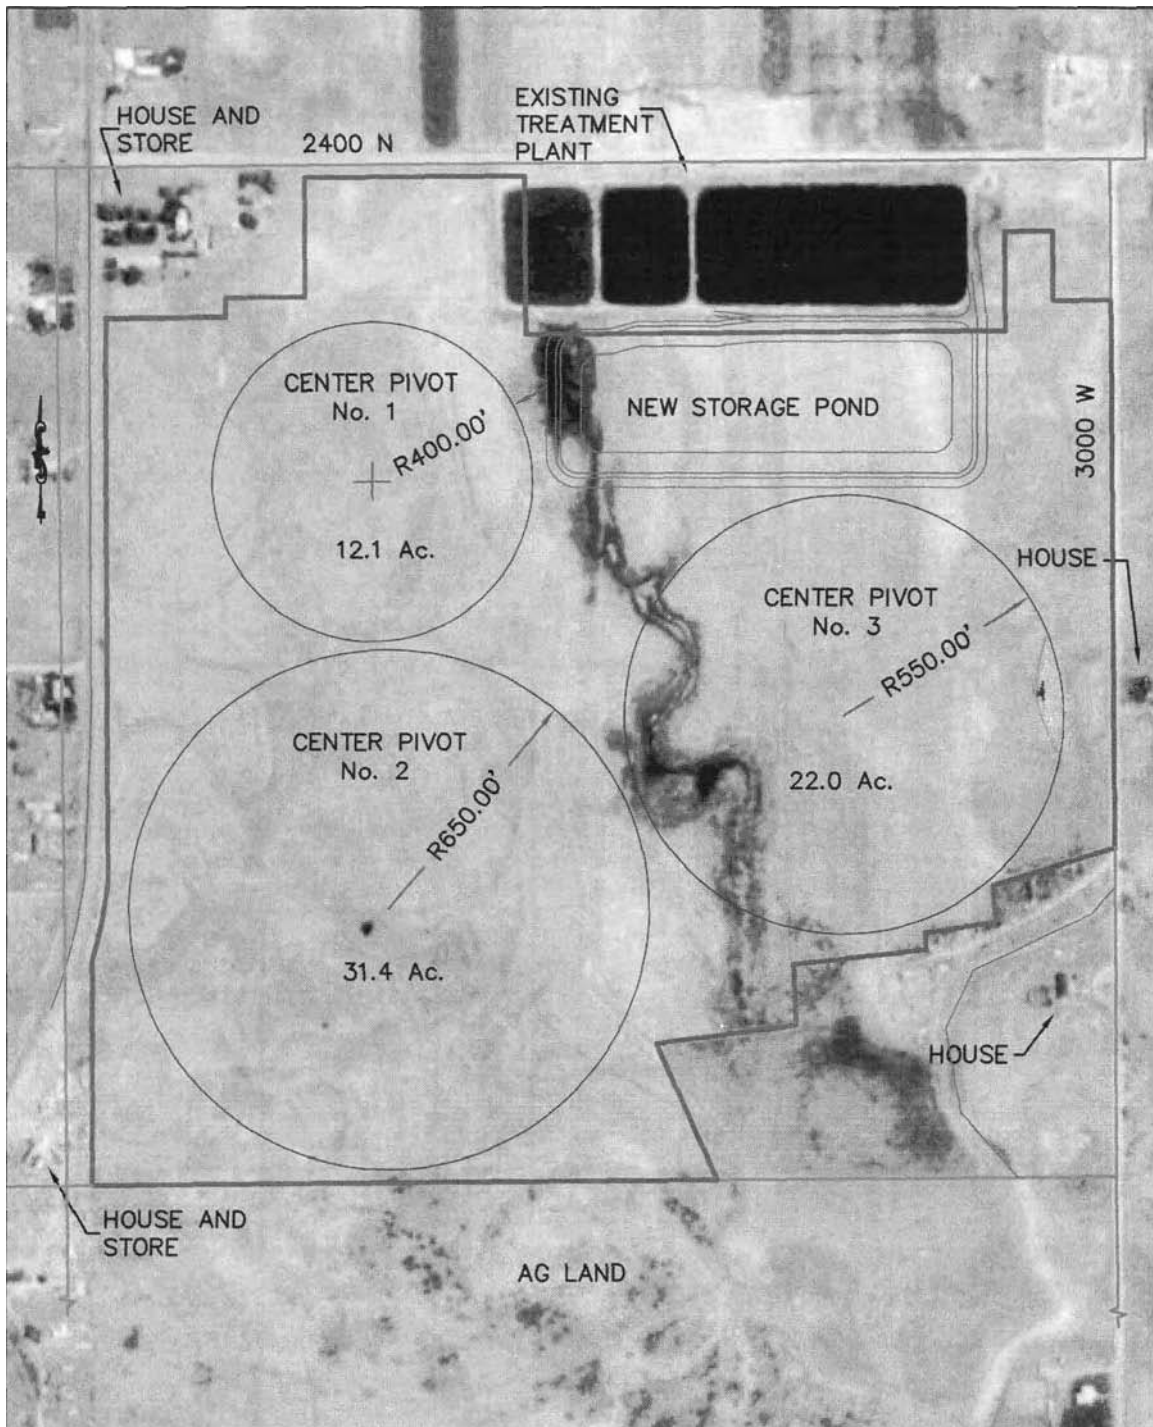 HOUSE AND
STORE
2400 N
EXISTING
TREATMENT
PLANT
CENTER PIVOT
No. 1
R400.00'
12.1 Ac.
NEW STORAGE POND
3000 W
HOUSE
CENTER PIVOT
No. 3
R550.00'
22.0 Ac.
CENTER PIVOT
No. 2
R650.00'
31.4 Ac.
HOUSE
HOUSE AND
STORE
AG LAND